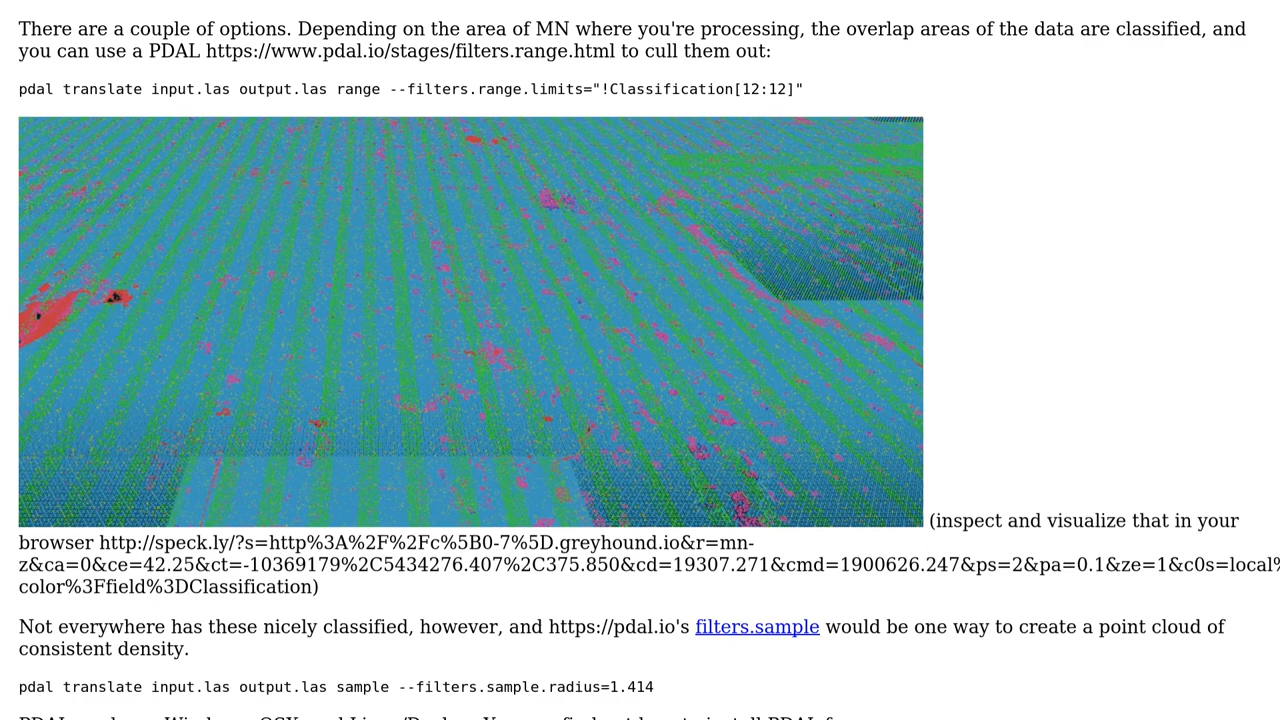 There are a couple of options. Depending on the area of MN where you're processing, the overlap areas of the data are classified, and
you can use a PDAL https://www.pdal.io/stages/filters.range.html to cull them out:
pdal translate input.las output.las range --filters.range.limits="!Classification[12:12]"
(inspect and visualize that in your
browser http://speck.ly/?s=http%3A%2F%2Fc%5B0-7%5D.greyhound.io&r=mn-
z&ca=0&ce=42.25&ct=-10369179%2C5434276.407%2C375.850&cd=19307.271&cmd=1900626.247&ps=2&pa=0.1&ze=1&c0s=local%
color%3Ffield%3DClassification)
Not everywhere has these nicely classified, however, and https://pdal.io's filters.sample would be one way to create a point cloud of
consistent density.
pdal translate input.las output.las sample --filters.sample.radius=1.414